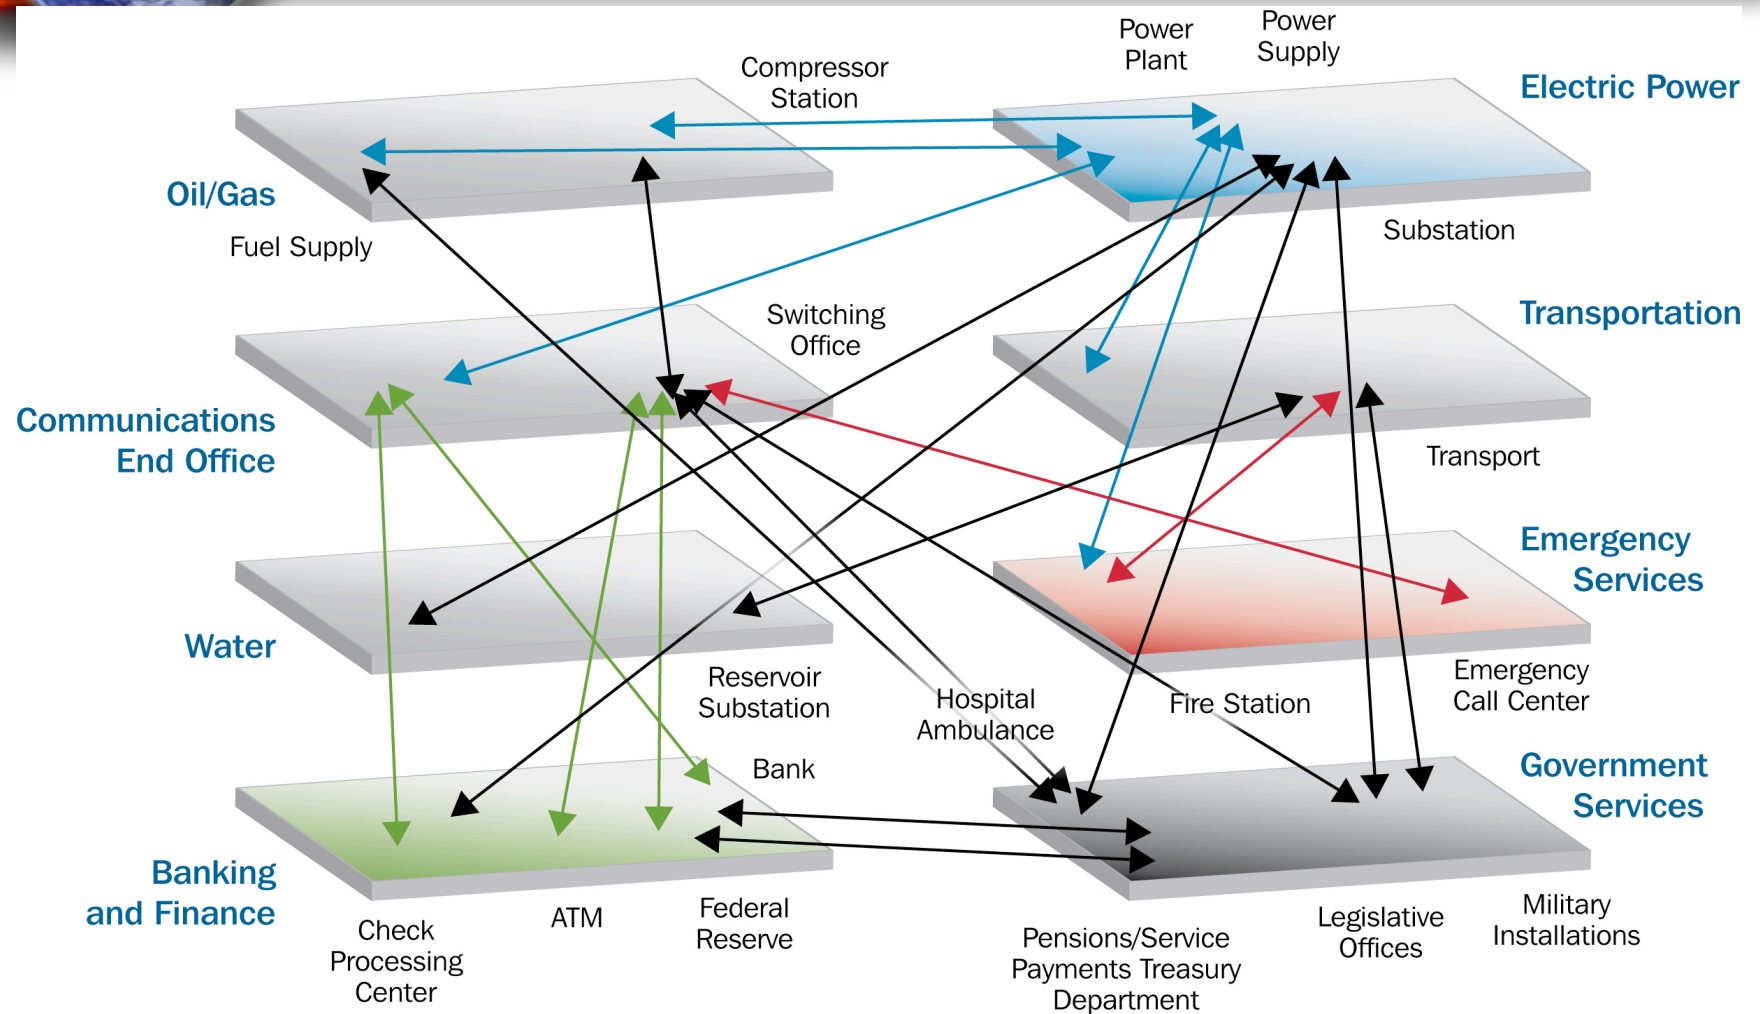 Power
Plant
Power
Supply
Compressor
Station
Electric Power
Oil/Gas
Fuel Supply
Substation
Switching
Office
Transportation
Communications
End Office
Transport
Emergency
Services
Water
Reservoir
Substation
Hospital
Ambulance
Fire Station
Emergency
Call Center
Bank
Government
Services
Banking
and Finance
Check
Processing
Center
ATM
Federal
Reserve
Pensions/Service
Payments Treasury
Department
Legislative
Offices
Military
Installations